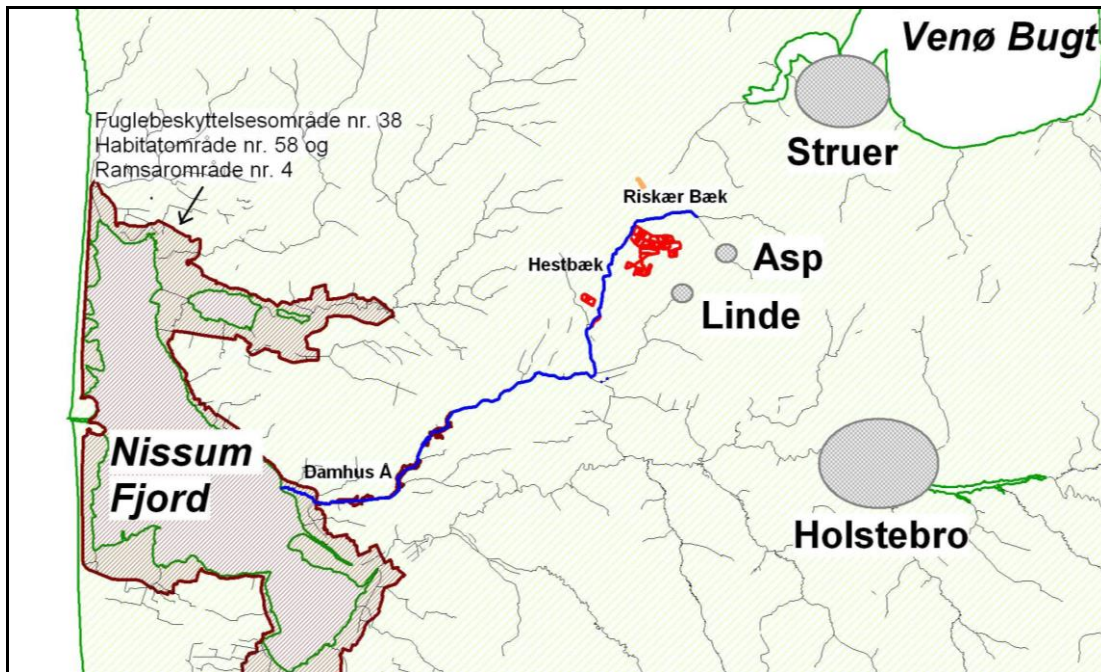 Venø Bugt
Fuglebeskyttelsesområde nr. 38
Habitatområde nr. 58 og
Ramsarområde nr. 4
Struer
Riskær Bæk
Asp
Hestbæk
Linde
Nissum
Fjord
Damhus Å
Holstebro